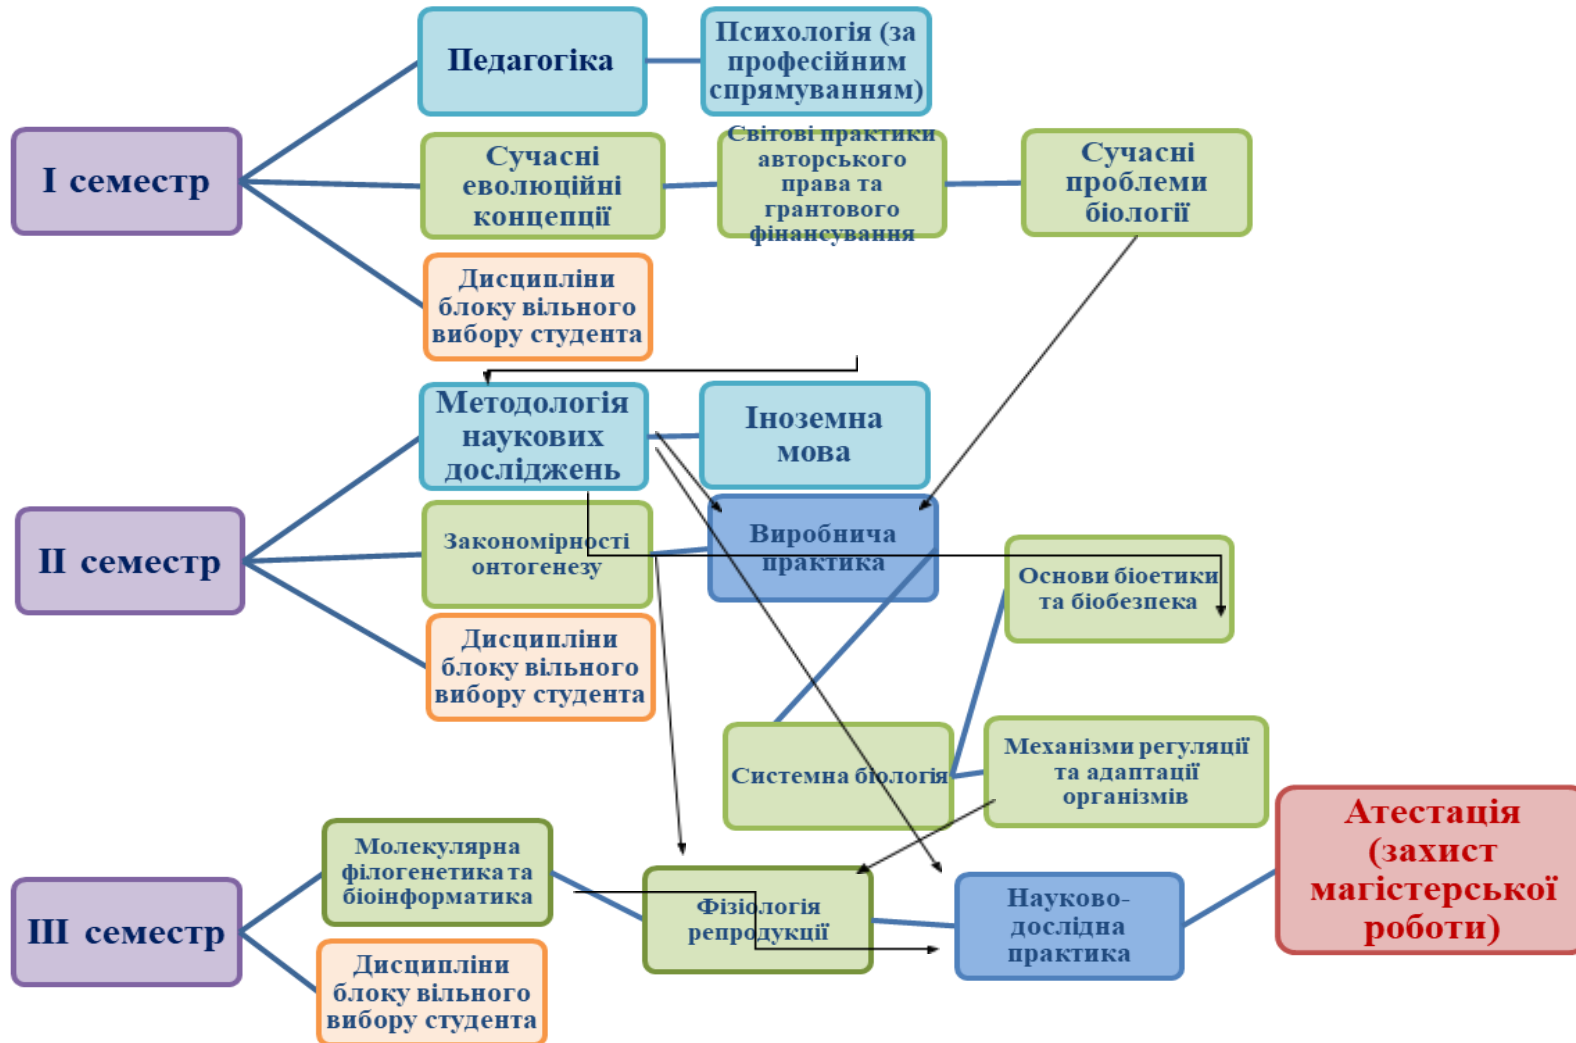 Педагогіка
Психологія (за
професійним
спрямуванням)
I семестр
Сучасні
еволюційні
концепції
Світові практики
авторського
права та
грантового
фінансування
Сучасні
проблеми
біології
Дисципліни
блоку вільного
вибору студента
Методологія
наукових
досліджень
Іноземна
мова
II семестр
Закономірності
онтогенезу
Виробнича
практика
Основи біоетики
та біобезпека
Дисципліни
блоку вільного
вибору студента
Системна біологія
Механізми регуляції
та адаптації
організмів
III семестр
Молекулярна
філогенетика та
біоінформатика
Фізіологія
репродукції
Науково-
дослідна
практика
Атестація
(захист
магістерської
роботи)
Дисципліни
блоку вільного
вибору студента